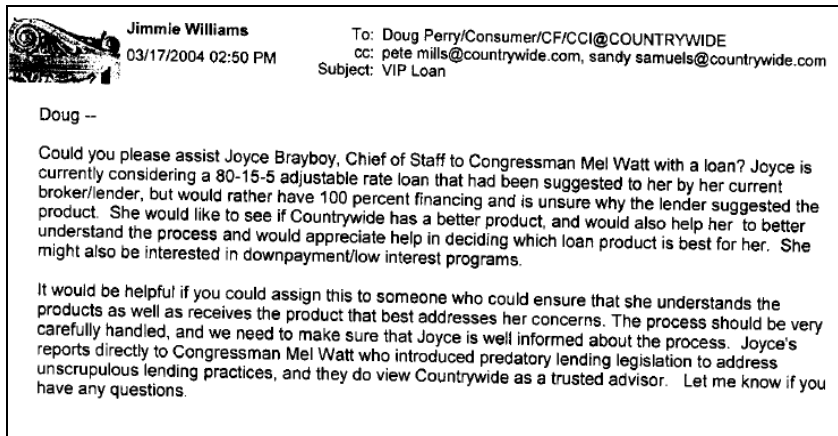 Jimmie Williams
03/17/2004 02:50 PM
To: Doug Perry/Consumer/CF/CCI@COUNTRYWIDE
cc: pete mills@countrywide.com, sandy samuels@countrywide.com
Subject: VIP Loan
Doug --
Could you please assist Joyce Brayboy, Chief of Staff to Congressman Mel Watt with a loan? Joyce is
currently considering a 80-15-5 adjustable rate loan that had been suggested to her by her current
broker/lender, but would rather have 100 percent financing and is unsure why the lender suggested the
product. She would like to see if Countrywide has a better product, and would also help her to better
understand the process and would appreciate help in deciding which loan product is best for her. She
might also be interested in downpayment/low interest programs.
It would be helpful if you could assign this to someone who could ensure that she understands the
products as well as receives the product that best addresses her concerns. The process should be very
carefully handled, and we need to make sure that Joyce is well informed about the process. Joyce's
reports directly to Congressman Mel Watt who introduced predatory lending legislation to address
unscrupulous lending practices, and they do view Countrywide as a trusted advisor. Let me know if you
have any questions.